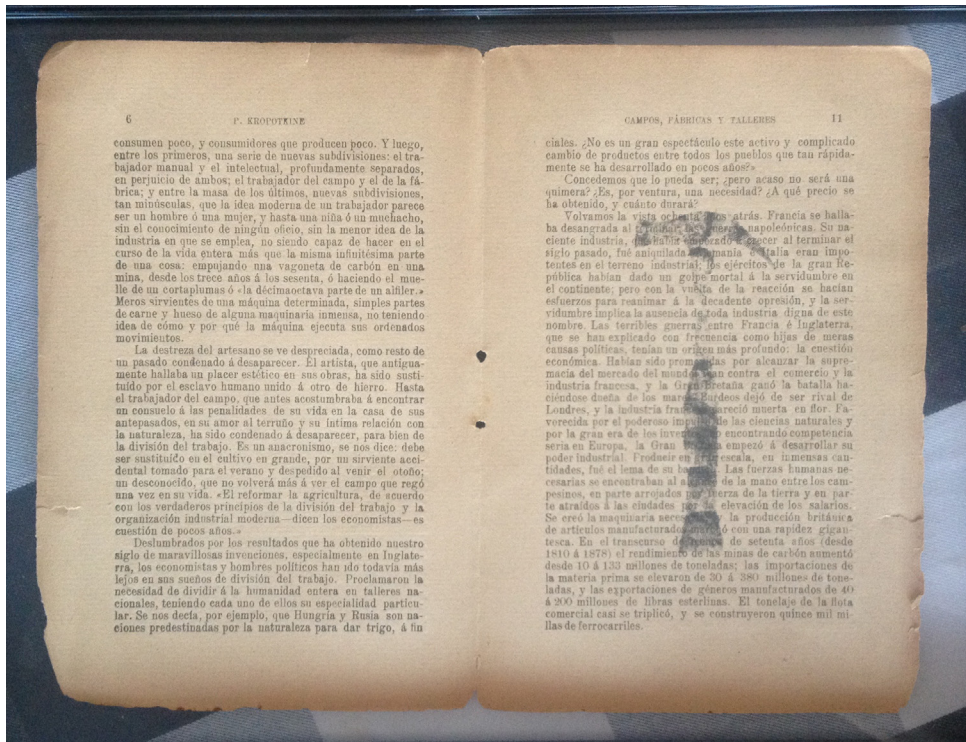 6
P. KROPOTKINE
consumen poco, y consumidores que producen poco. Y luego,
entre los primeros, una serie de nuevas subdivisiones: el tra-
bajador manual y el intelectual, profundamente separados,
en perjuicio de ambos; el trabajador del campo y el de la fá-
brica; y entre la masa de los últimos, nuevas subdivisiones,
tan minúsculas, que la idea moderna de un trabajador parece
ser un hombre ó una mujer, y hasta una niña ó un muchacho,
sin el conocimiento de ningún oficio, sin la menor idea de la
industria en que se emplea, no siendo capaz de hacer en el
curso de la vida entera más que la misma infinitésima parte
de una cosa: empujando una vagoneta de carbón en una
mina, desde los trece años á los sesenta, ó haciendo el mue-
lle de un cortaplumas ó «la décimaoctava parte de un alfiler.»
Meros sirvientes de una máquina determinada, simples partes
de carne y hueso de alguna maquinaria inmensa, no teniendo
idea de cómo y por qué la máquina ejecuta sus ordenados
movimientos.
La destreza del artesano se ve despreciada, como resto de
un pasado condenado á desaparecer. El artista, que antigua-
mente hallaba un placer estético en sus obras, ha sido susti-
tuído por el esclavo humano unido á otro de hierro. Hasta
el trabajador del campo, que antes acostumbraba á encontrar
un consuelo á las penalidades de su vida en la casa de sus
antepasados, en su amor al terruño y su íntima relación con
la naturaleza, ha sido condenado á desaparecer, para bien de
la división del trabajo. Es un anacronismo, se nos dice: debe
ser sustituído en el cultivo en grande, por un sirviente acci-
dental tomado para el verano y despedido al venir el otoño;
un desconocido, que no volverá más á ver el campo que regó
una vez en su vida. «El reformar la agricultura, de acuerdo
con los verdaderos principios de la división del trabajo y la
organización industrial moderna—dicen los economistas—es
cuestión de pocos años.»
Deslumbrados por los resultados que ha obtenido nuestro
siglo de maravillosas invenciones, especialmente en Inglate-
rra, los economistas y hombres políticos han ido todavía más
lejos en sus sueños de división del trabajo. Proclamaron la
necesidad de dividir á la humanidad entera en talleres na-
cionales, teniendo cada uno de ellos su especialidad particu-
lar. Se nos decía, por ejemplo, que Hungría y Rusia son na-
ciones predestinadas por la naturaleza para dar trigo, á fin
CAMPOS, FÁBRICAS Y TALLERES
11
ciales. ¿No es un gran espectáculo este activo y complicado
cambio de productos entre todos los pueblos que tan rápida-
mente se ha desarrollado en pocos años?»
Concedemos que lo pueda ser; ¿pero acaso no será una
quimera? ¿Es, por ventura, una necesidad? ¿A qué precio se
ha obtenido, y cuánto durará?
Volvamos la vista ochenta años atrás. Francia se halla-
ba desangrada al terminar las guerras napoleónicas. Su na-
ciente industria, que había empezado á crecer al terminar el
siglo pasado, fué aniquilada. Alemania é Italia eran impo-
tentes en el terreno industrial; los ejércitos de la gran Re-
pública habían dado un golpe mortal á la servidumbre en
el continente; pero con la vuelta de la reacción se hacían
esfuerzos para reanimar á la decadente opresión, y la ser-
vidumbre implica la ausencia de toda industria digna de este
nombre. Las terribles guerras entre Francia é Inglaterra,
que se han explicado con frecuencia como hijas de meras
causas políticas, tenían un origen más profundo: la cuestión
económica. Habían sido promovidas por alcanzar la supre-
macía del mercado del mundo, eran contra el comercio y la
industria francesa, y la Gran Bretaña ganó la batalla ha-
ciéndose dueña de los mares. Burdeos dejó de ser rival de
Londres, y la industria francesa pareció muerta en flor. Fa-
vorecida por el poderoso impulso de las ciencias naturales y
por la gran era de los inventos, no encontrando competencia
seria en Europa, la Gran Bretaña empezó á desarrollar su
poder industrial. Producir en gran escala, en inmensas can-
tidades, fué el lema de su bandera. Las fuerzas humanas ne-
cesarias se encontraban al alcance de la mano entre los cam-
pesinos, en parte arrojados por fuerza de la tierra y en par-
te atraídos á las ciudades por la elevación de los salarios.
Se creó la maquinaria necesaria, y la producción británica
de artículos manufacturados marchó con una rapidez gigan-
tesca. En el transcurso de menos de setenta años (desde
1810 á 1878) el rendimiento de las minas de carbón aumentó
desde 10 á 133 millones de toneladas; las importaciones de
la materia prima se elevaron de 30 á 380 millones de tone-
ladas, y las exportaciones de géneros manufacturados de 40
á 200 millones de libras esterlinas. El tonelaje de la flota
comercial casi se triplicó, y se construyeron quince mil mi-
llas de ferrocarriles.